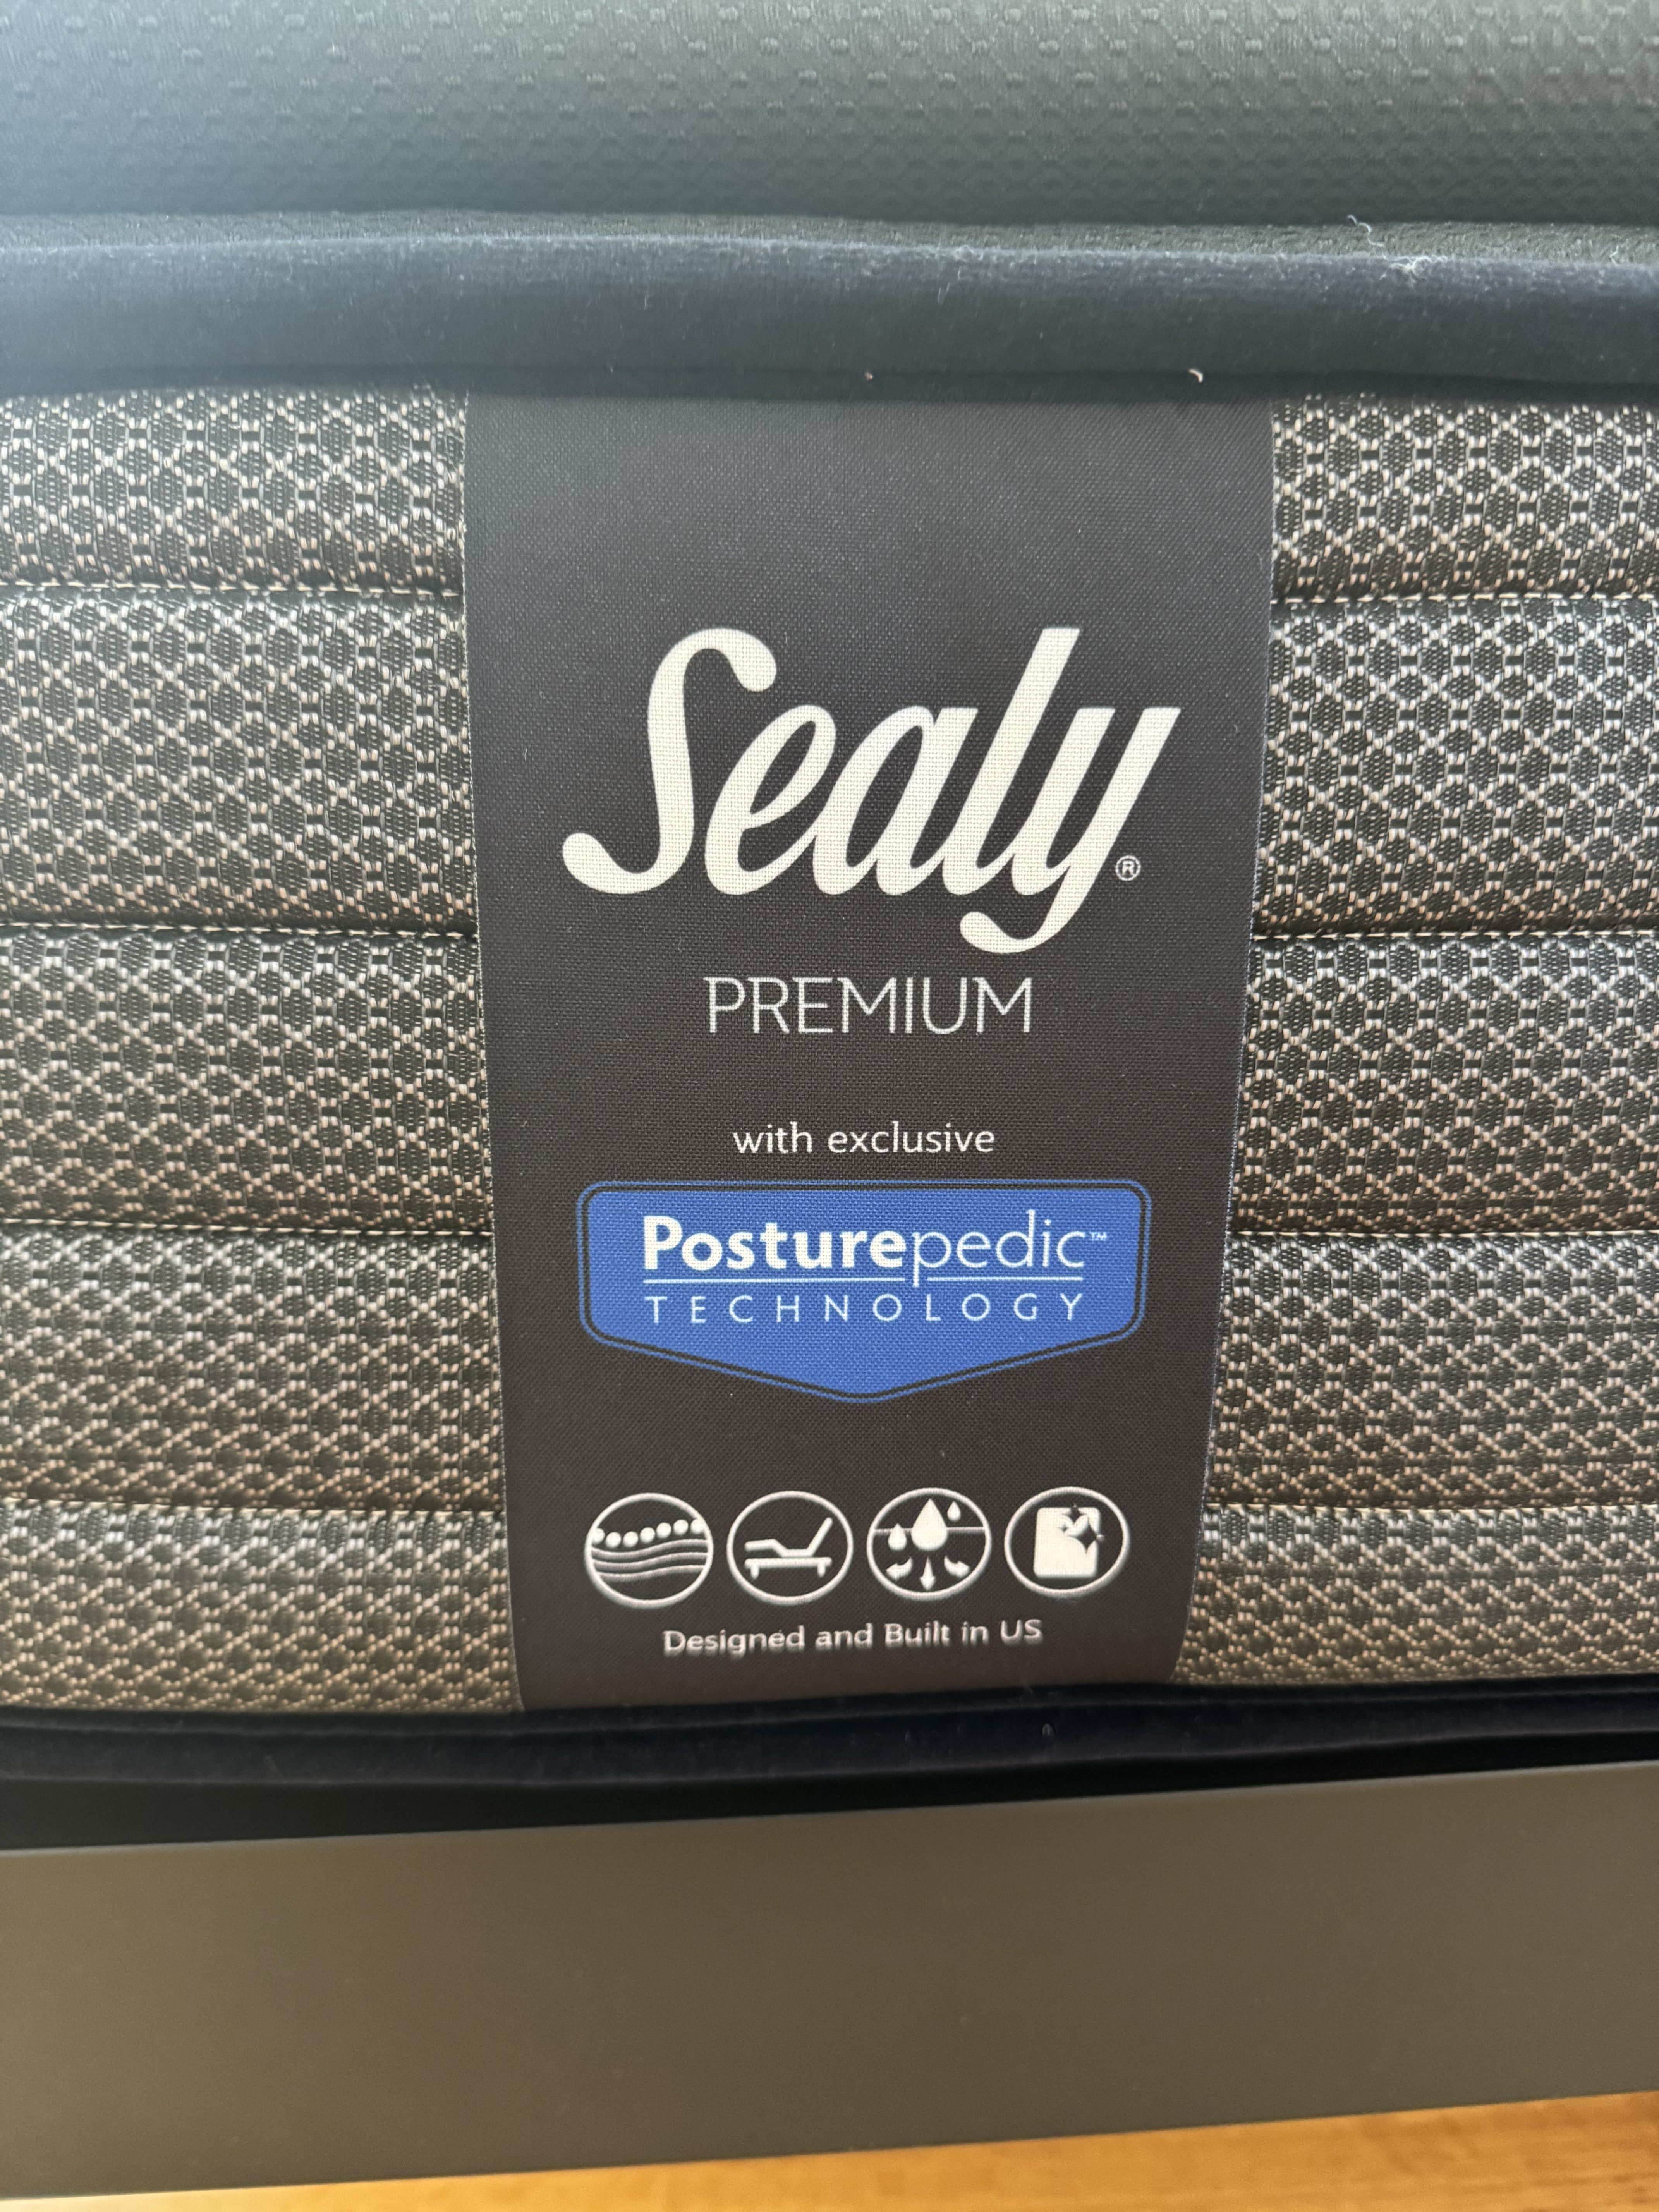 Sealy®
PREMIUM
with exclusive
Posturepedic™
TECHNOLOGY
Designed and Built in US